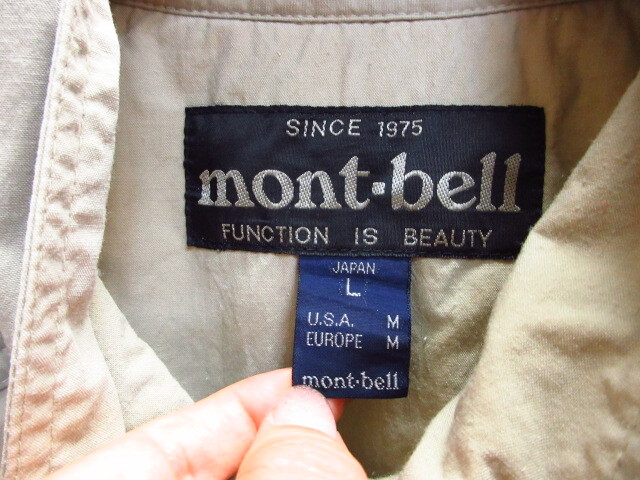 SINCE 1975
mont-bell
FUNCTION IS BEAUTY
JAPAN
L
U.S.A. M
EUROPE M
mont-bell